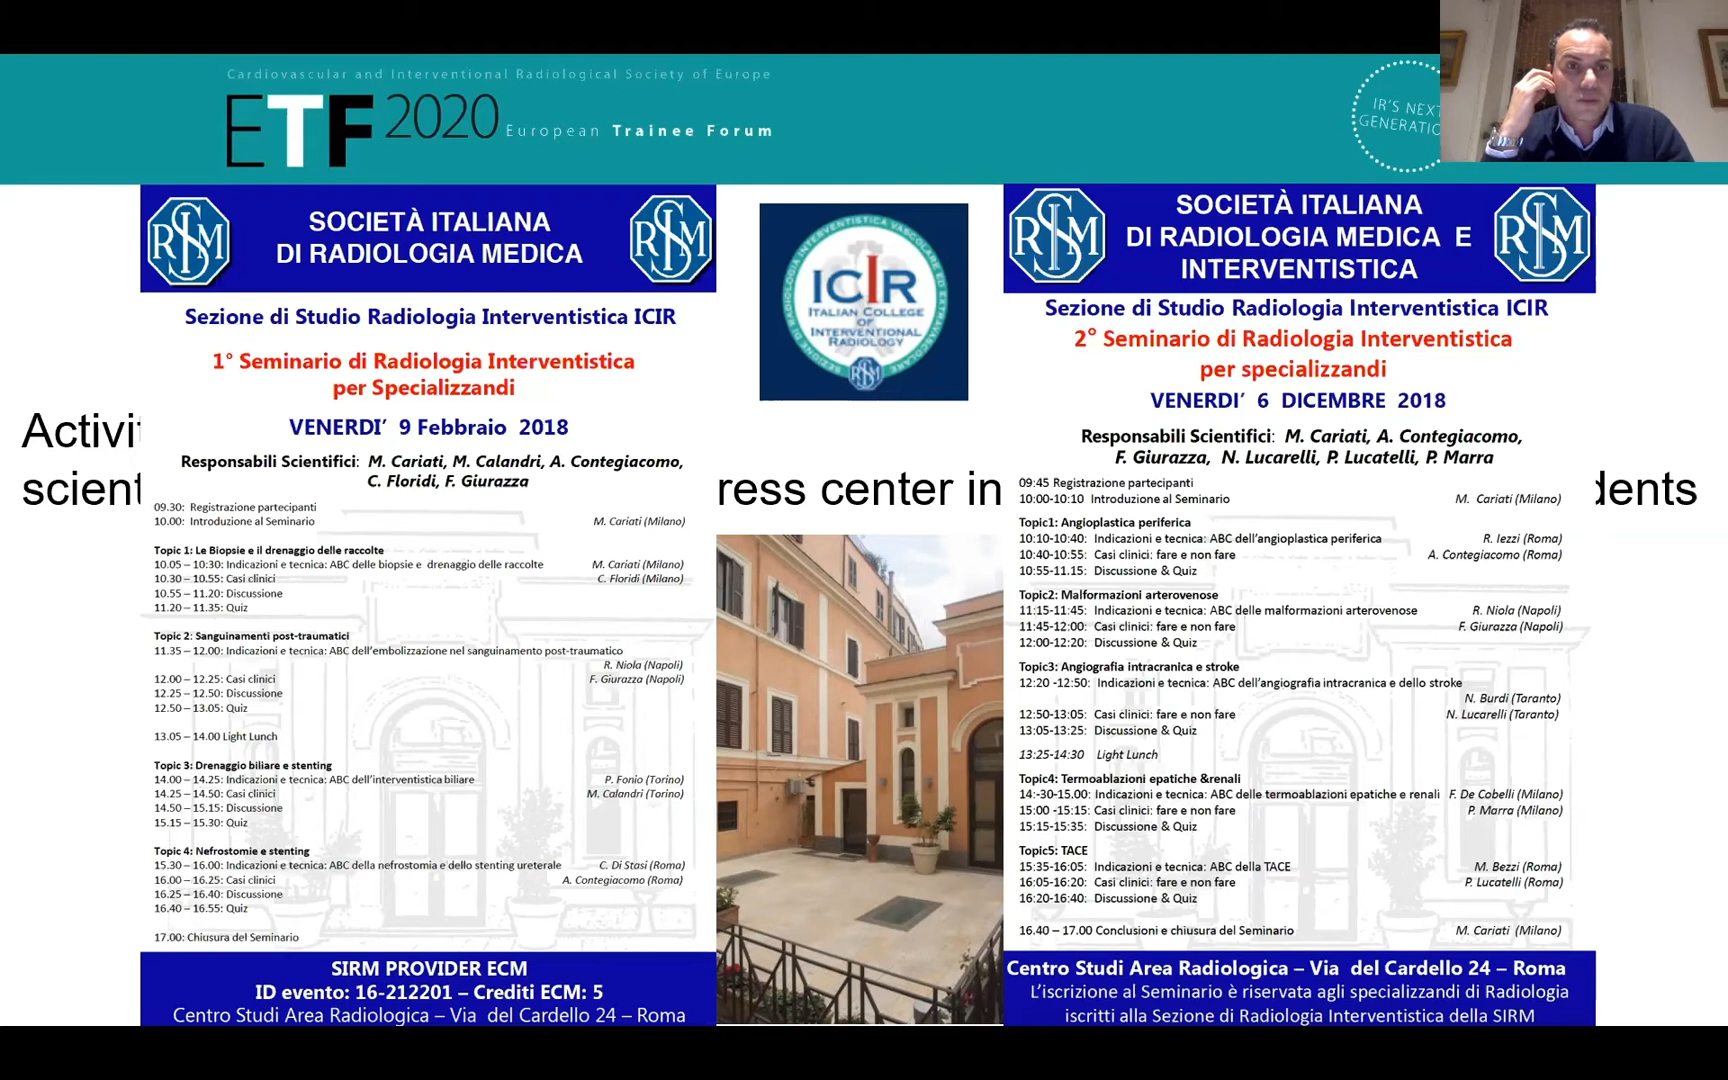 Cardiovascular and Interventional Radiological Society of Europe
ETF2020 European Trainee Forum
IR'S NEXT
GENERATIO
SOCIETÀ ITALIANA
DI RADIOLOGIA MEDICA
Sezione di Studio Radiologia Interventistica ICIR
1° Seminario di Radiologia Interventistica
per Specializzandi
VENERDI' 9 Febbraio 2018
Responsabili Scientifici: M. Cariati, M. Calandri, A. Contegiacomo,
C. Floridi, F. Giurazza
09.30: Registrazione partecipanti
10.00: Introduzione al Seminario M. Cariati (Milano)
Topic 1: Le Biopsie e il drenaggio delle raccolte
10.05 – 10:30: Indicazioni e tecnica: ABC delle biopsie e drenaggio delle raccolte M. Cariati (Milano)
10.30 – 10.55: Casi clinici C. Floridi (Milano)
10.55 – 11.20: Discussione
11.20 – 11.35: Quiz
Topic 2: Sanguinamenti post-traumatici
11.35 – 12.00: Indicazioni e tecnica: ABC dell'embolizzazione nel sanguinamento post-traumatico
R. Niola (Napoli)
12.00 – 12.25: Casi clinici F. Giurazza (Napoli)
12.25 – 12.50: Discussione
12.50 – 13.05: Quiz
13.05 – 14.00 Light Lunch
Topic 3: Drenaggio biliare e stenting
14.00 – 14.25: Indicazioni e tecnica: ABC dell'interventistica biliare P. Fonio (Torino)
14.25 – 14.50: Casi clinici M. Calandri (Torino)
14.50 – 15.15: Discussione
15.15 – 15.30: Quiz
Topic 4: Nefrostomie e stenting
15.30 – 16.00: Indicazioni e tecnica: ABC della nefrostomia e dello stenting ureterale C. Di Stasi (Roma)
16.00 – 16.25: Casi clinici A. Contegiacomo (Roma)
16.25 – 16.40: Discussione
16.40 – 16.55: Quiz
17.00: Chiusura del Seminario
SIRM PROVIDER ECM
ID evento: 16-212201 – Crediti ECM: 5
Centro Studi Area Radiologica – Via del Cardello 24 – Roma
ICIR
ITALIAN COLLEGE
OF
INTERVENTIONAL
RADIOLOGY
SEZIONE DI RADIOLOGIA INTERVENTISTICA VASCOLARE ED EXTRAVASCOLARE
Activi
scient ress center in dents
SOCIETÀ ITALIANA
DI RADIOLOGIA MEDICA E
INTERVENTISTICA
Sezione di Studio Radiologia Interventistica ICIR
2° Seminario di Radiologia Interventistica
per specializzandi
VENERDI' 6 DICEMBRE 2018
Responsabili Scientifici: M. Cariati, A. Contegiacomo,
F. Giurazza, N. Lucarelli, P. Lucatelli, P. Marra
09:45 Registrazione partecipanti
10:00-10:10 Introduzione al Seminario M. Cariati (Milano)
Topic1: Angioplastica periferica
10:10-10:40: Indicazioni e tecnica: ABC dell'angioplastica periferica R. Iezzi (Roma)
10:40-10:55: Casi clinici: fare e non fare A. Contegiacomo (Roma)
10:55-11.15: Discussione & Quiz
Topic2: Malformazioni arterovenose
11:15-11:45: Indicazioni e tecnica: ABC delle malformazioni arterovenose R. Niola (Napoli)
11:45-12:00: Casi clinici: fare e non fare F. Giurazza (Napoli)
12:00-12:20: Discussione & Quiz
Topic3: Angiografia intracranica e stroke
12:20 -12:50: Indicazioni e tecnica: ABC dell'angiografia intracranica e dello stroke
N. Burdi (Taranto)
12:50-13:05: Casi clinici: fare e non fare N. Lucarelli (Taranto)
13:05-13:25: Discussione & Quiz
13:25-14:30 Light Lunch
Topic4: Termoablazioni epatiche &renali
14:-30-15.00: Indicazioni e tecnica: ABC delle termoablazioni epatiche e renali F. De Cobelli (Milano)
15:00 -15:15: Casi clinici: fare e non fare P. Marra (Milano)
15:15-15:35: Discussione & Quiz
Topic5: TACE
15:35-16:05: Indicazioni e tecnica: ABC della TACE M. Bezzi (Roma)
16:05-16:20: Casi clinici: fare e non fare P. Lucatelli (Roma)
16:20-16:40: Discussione & Quiz
16.40 – 17.00 Conclusioni e chiusura del Seminario M. Cariati (Milano)
Centro Studi Area Radiologica – Via del Cardello 24 – Roma
L'iscrizione al Seminario è riservata agli specializzandi di Radiologia
iscritti alla Sezione di Radiologia Interventistica della SIRM